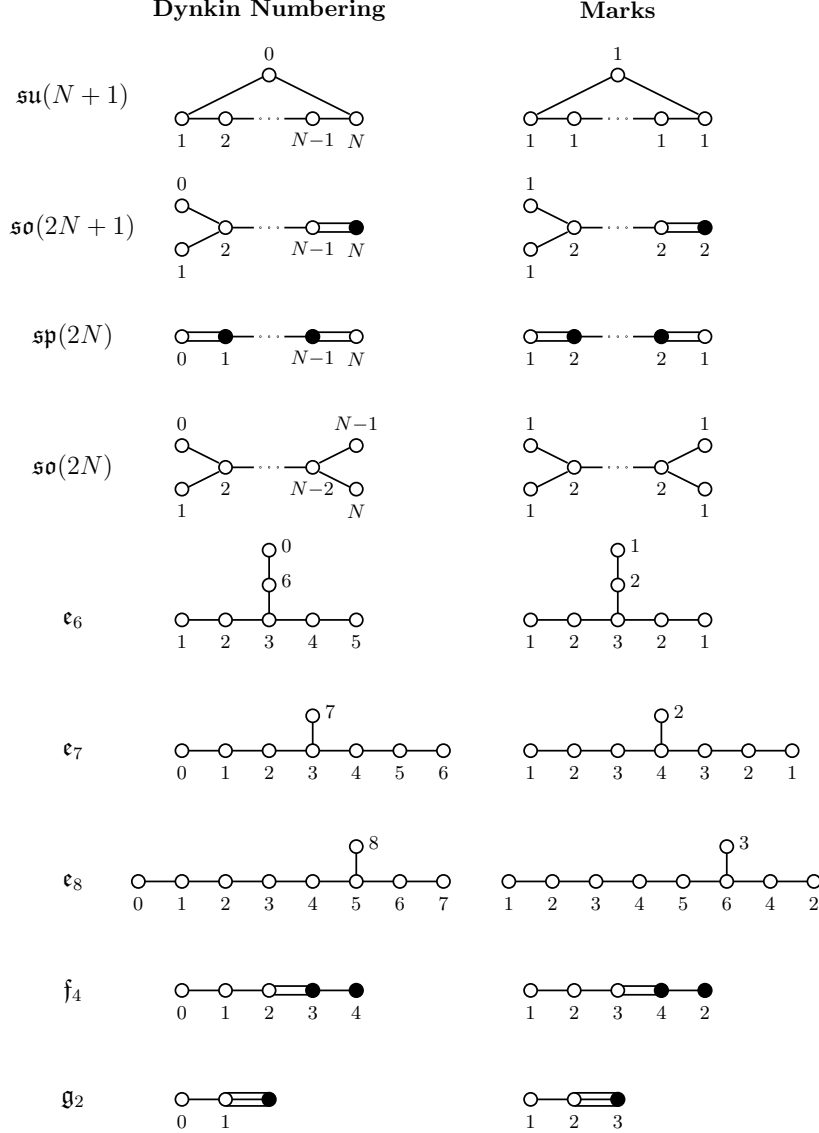 Dynkin Numbering Marks
0 1
𝔰𝔲(N + 1)
1 2 ··· N−1 N 1 1 ··· 1 1
0 1
𝔰𝔬(2N + 1)
2 ··· N−1 N 2 ··· 2 2
1 1
𝔰𝔭(2N)
0 1 ··· N−1 N 1 2 ··· 2 1
0 N−1 1 1
𝔰𝔬(2N)
2 ··· N−2 2 ··· 2
1 N 1 1
0 1
6 2
𝔢₆
1 2 3 4 5 1 2 3 2 1
7 2
𝔢₇
0 1 2 3 4 5 6 1 2 3 4 3 2 1
8 3
𝔢₈
0 1 2 3 4 5 6 7 1 2 3 4 5 6 4 2
𝔣₄
0 1 2 3 4 1 2 3 4 2
𝔤₂
0 1 1 2 3